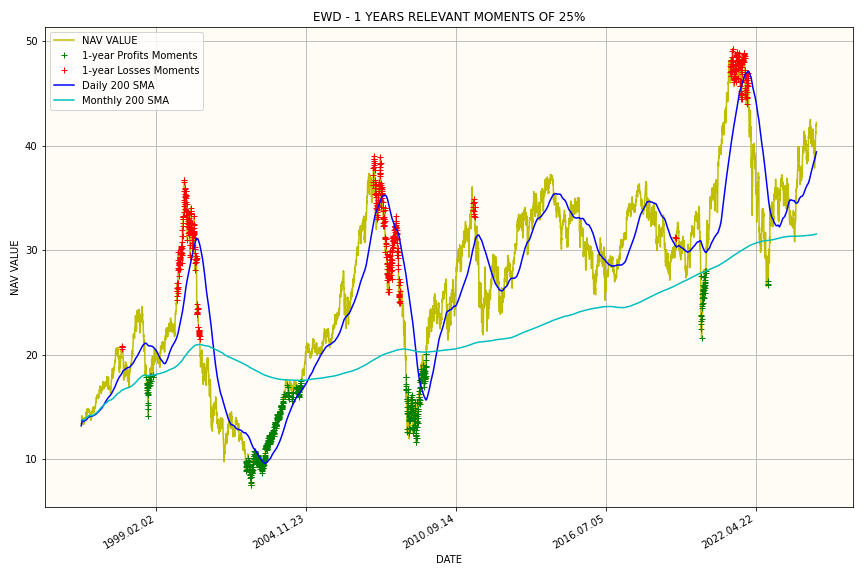 EWD - 1 YEARS RELEVANT MOMENTS OF 25%
NAV VALUE
1-year Profits Moments
1-year Losses Moments
Daily 200 SMA
Monthly 200 SMA
50
40
30
20
10
NAV VALUE
1999.02.02
2004.11.23
2010.09.14
2016.07.05
2022.04.22
DATE